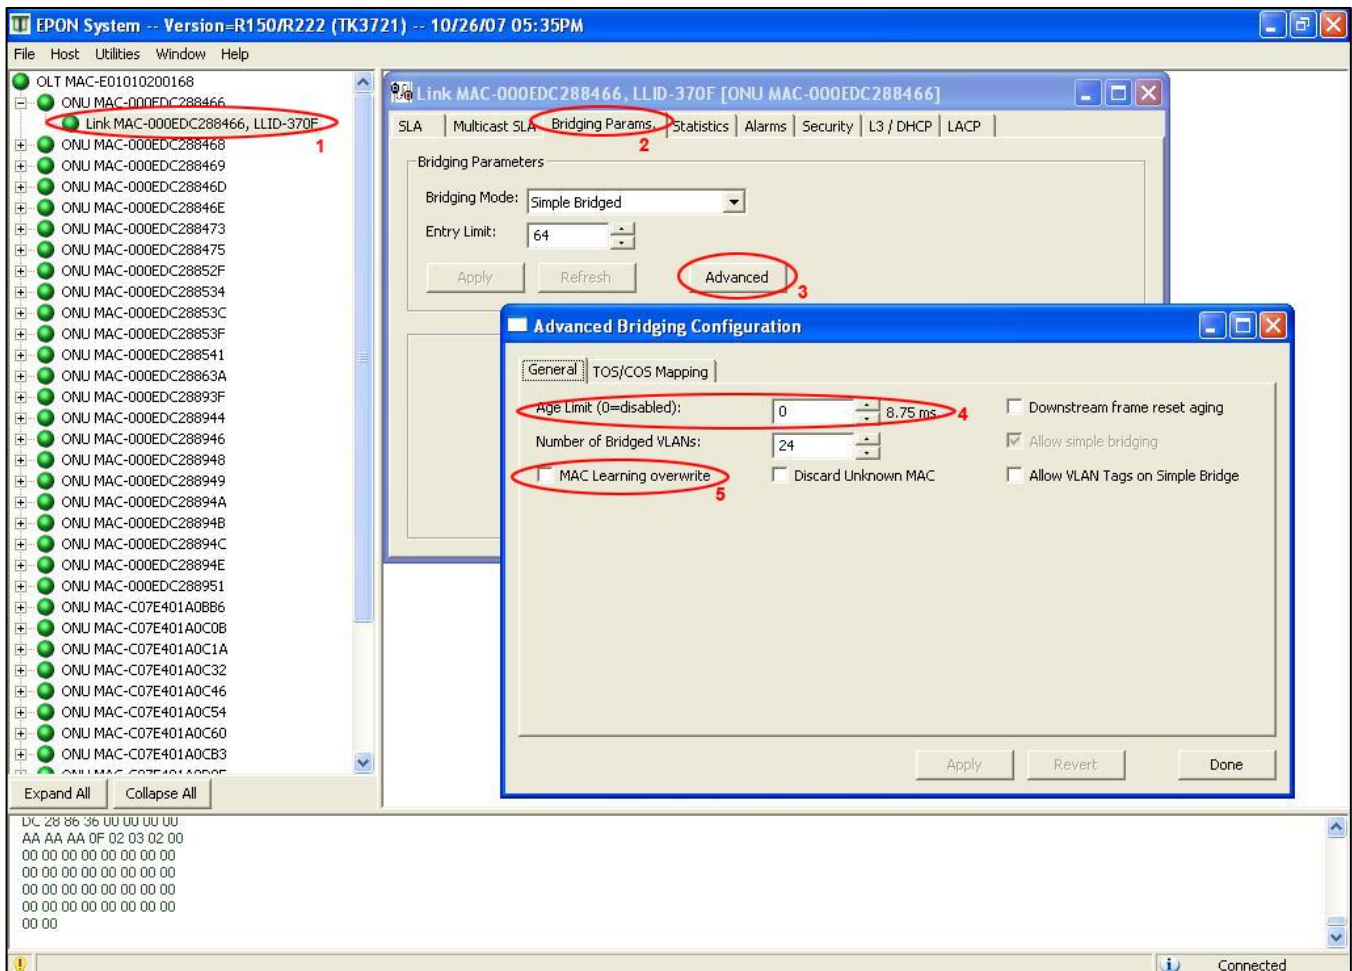 EPON System -- Version=R150/R222 (TK3721) -- 10/26/07 05:35PM
File Host Utilities Window Help
OLT MAC-E01010200168
ONU MAC-000EDC288466
Link MAC-000EDC288466, LLID-370F
1
ONU MAC-000EDC288468
ONU MAC-000EDC288469
ONU MAC-000EDC28846D
ONU MAC-000EDC28846E
ONU MAC-000EDC288473
ONU MAC-000EDC288475
ONU MAC-000EDC28852F
ONU MAC-000EDC288534
ONU MAC-000EDC28853C
ONU MAC-000EDC28853F
ONU MAC-000EDC288541
ONU MAC-000EDC28863A
ONU MAC-000EDC28893F
ONU MAC-000EDC288944
ONU MAC-000EDC288946
ONU MAC-000EDC288948
ONU MAC-000EDC288949
ONU MAC-000EDC28894A
ONU MAC-000EDC28894B
ONU MAC-000EDC28894C
ONU MAC-000EDC28894E
ONU MAC-000EDC288951
ONU MAC-C07E401A0BB6
ONU MAC-C07E401A0C0B
ONU MAC-C07E401A0C1A
ONU MAC-C07E401A0C32
ONU MAC-C07E401A0C46
ONU MAC-C07E401A0C54
ONU MAC-C07E401A0C60
ONU MAC-C07E401A0CB3
Expand All Collapse All
Link MAC-000EDC288466, LLID-370F [ONU MAC-000EDC288466]
SLA Multicast SLA Bridging Params. Statistics Alarms Security L3 / DHCP LACP
2
Bridging Parameters
Bridging Mode: Simple Bridged
Entry Limit: 64
Apply Refresh Advanced
3
Advanced Bridging Configuration
General TOS/COS Mapping
Age Limit (0=disabled): 0 8.75 ms 4 Downstream frame reset aging
Number of Bridged VLANs: 24 Allow simple bridging
MAC Learning overwrite 5 Discard Unknown MAC Allow VLAN Tags on Simple Bridge
Apply Revert Done
DC 28 86 36 00 00 00 00
AA AA AA 0F 02 03 02 00
00 00 00 00 00 00 00 00
00 00 00 00 00 00 00 00
00 00 00 00 00 00 00 00
00 00 00 00 00 00 00 00
00 00
Connected